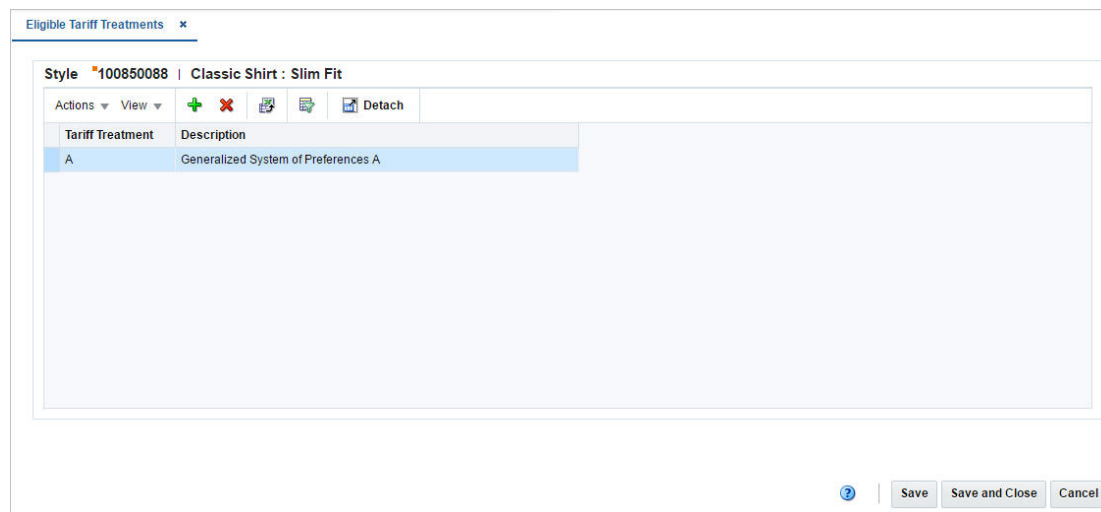 Eligible Tariff Treatments
Style 100850088 | Classic Shirt : Slim Fit
Actions View Detach
Tariff Treatment Description
A Generalized System of Preferences A
? Save Save and Close Cancel